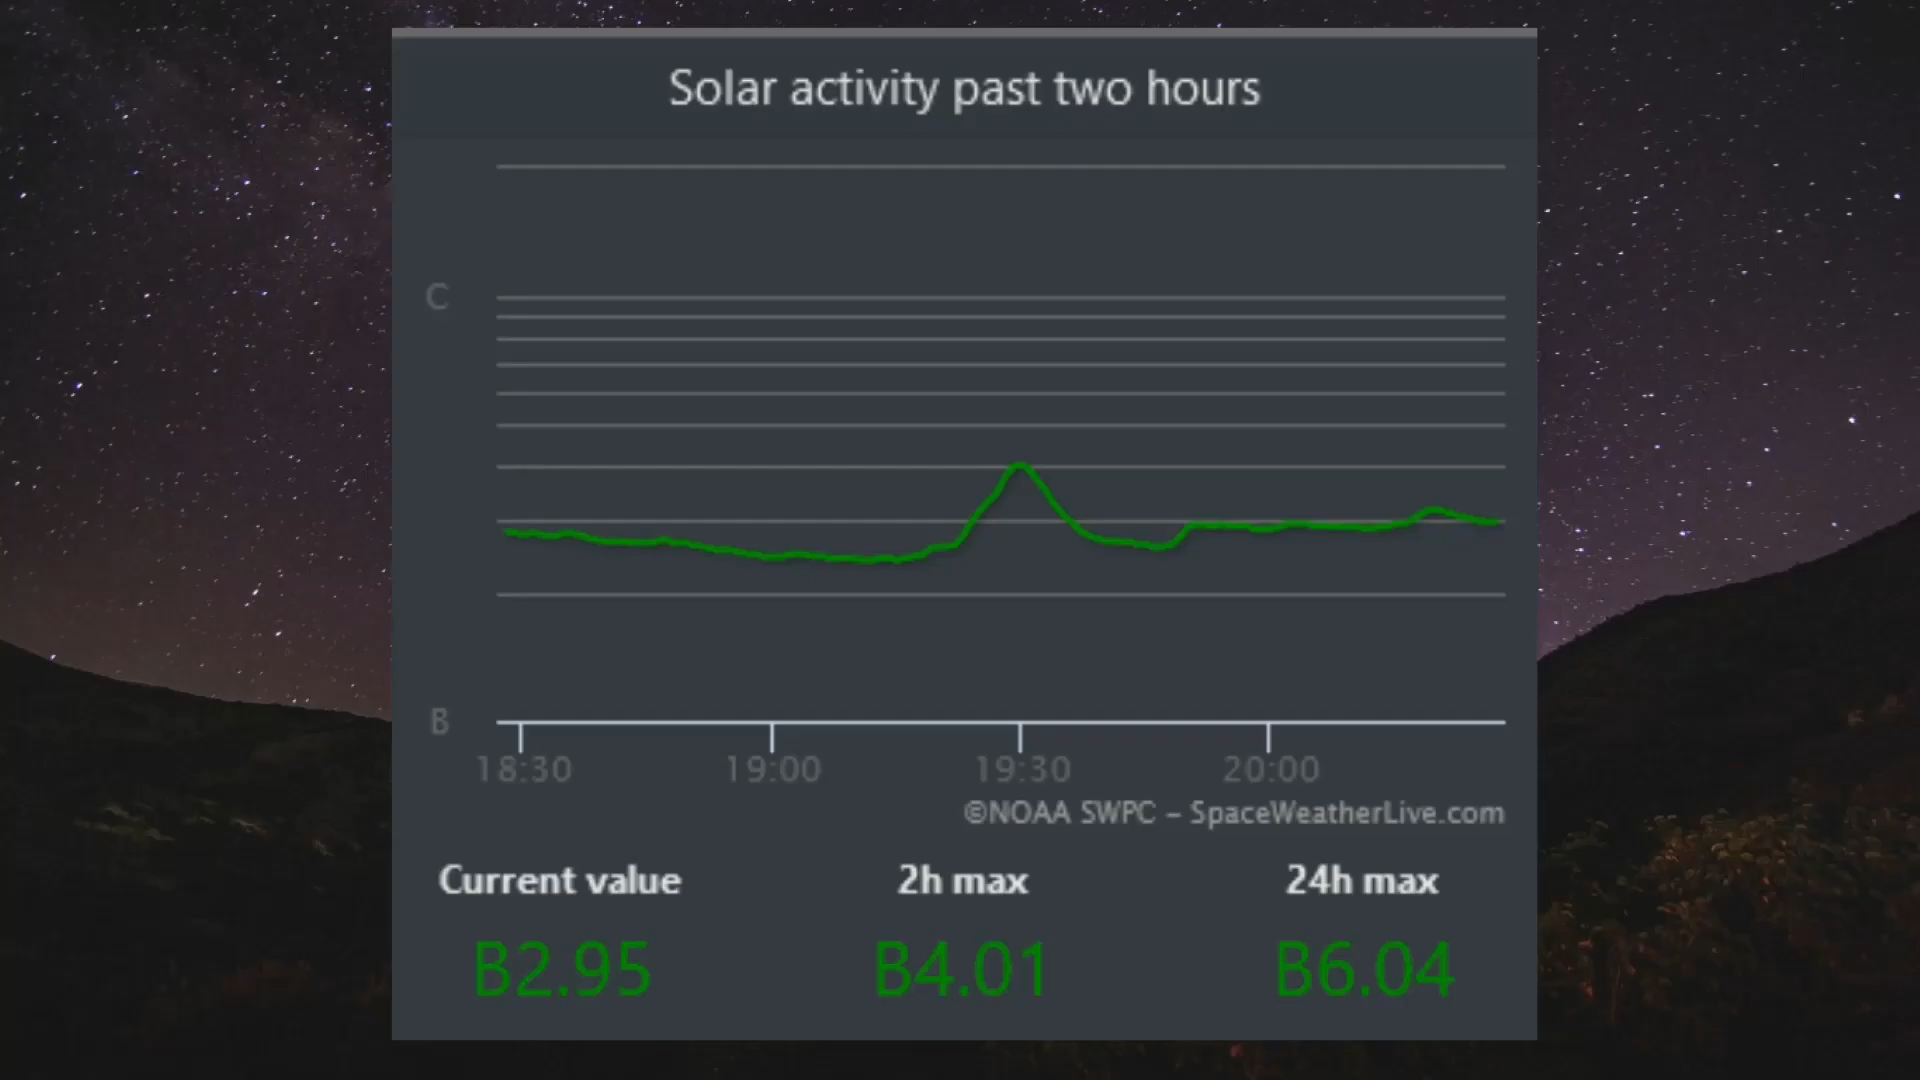 Solar activity past two hours
C
B
18:30 19:00 19:30 20:00
©NOAA SWPC – SpaceWeatherLive.com
Current value 2h max 24h max
B2.95 B4.01 B6.04